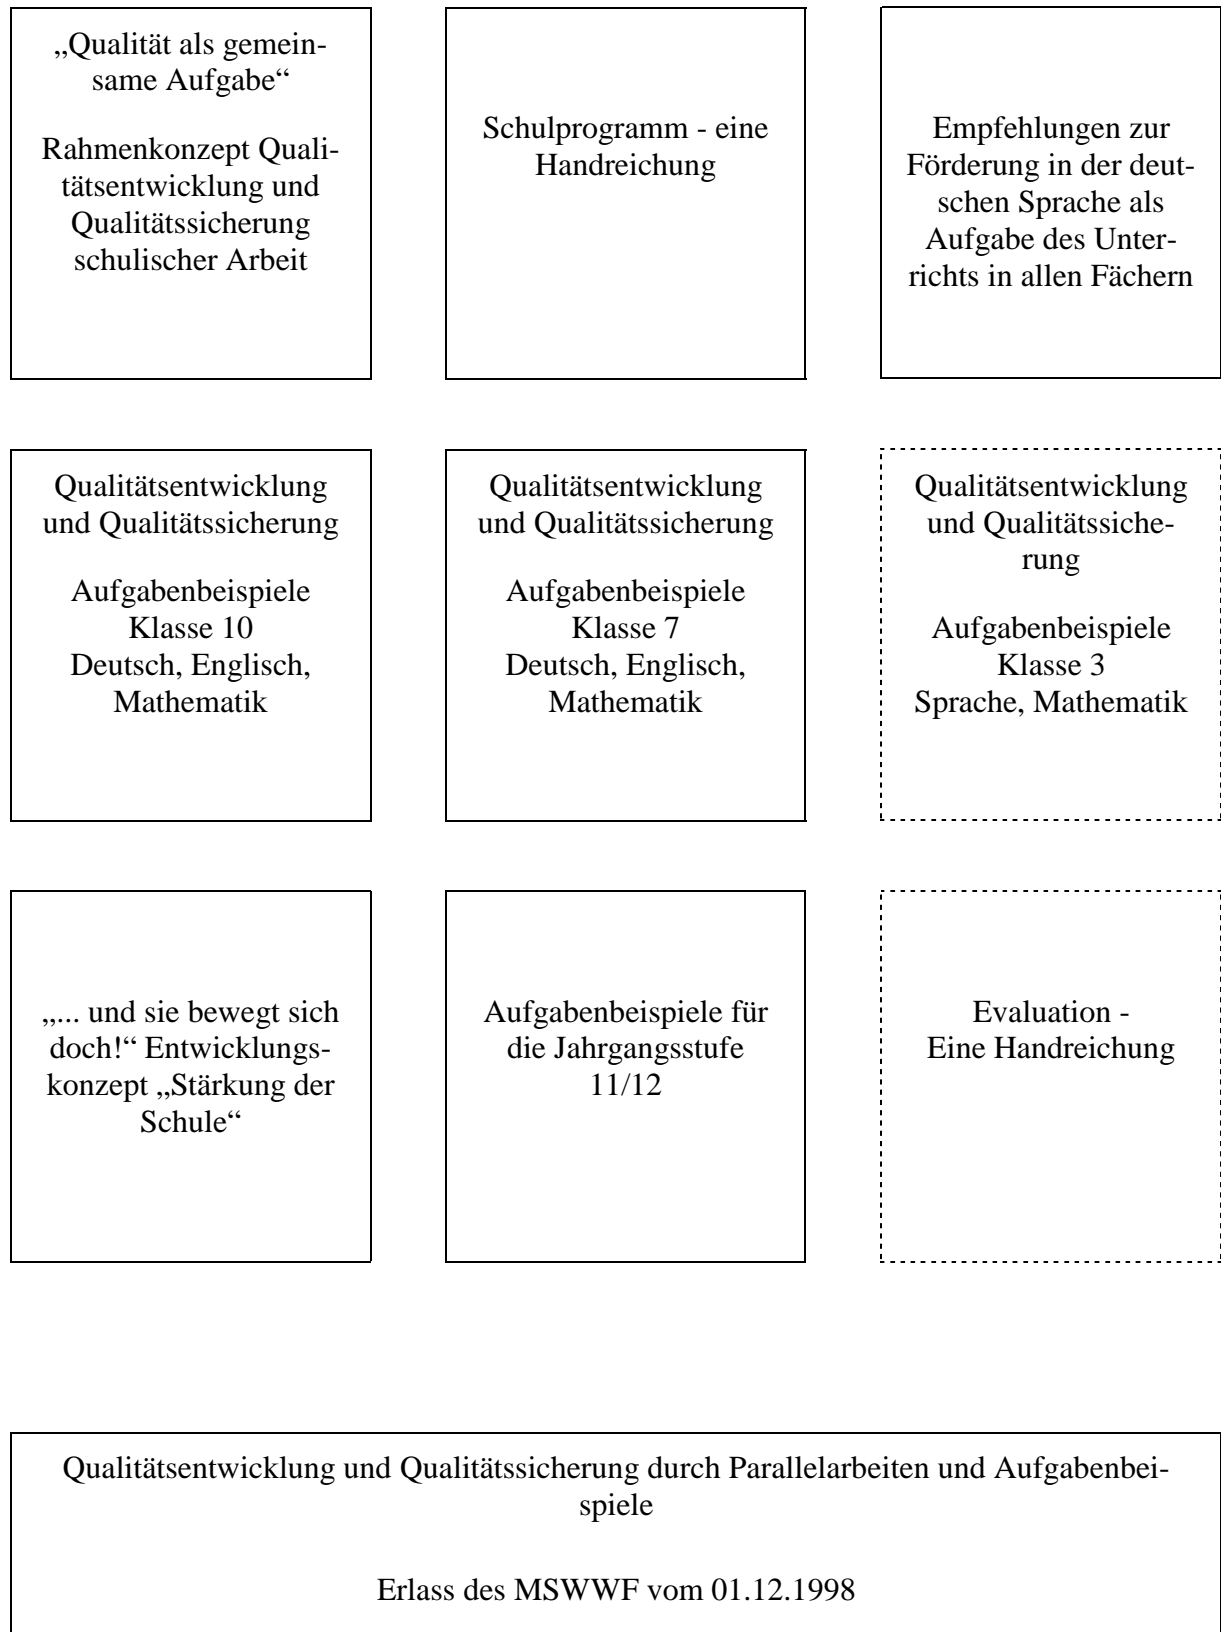 „Qualität als gemein-
same Aufgabe“
Rahmenkonzept Quali-
tätsentwicklung und
Qualitätssicherung
schulischer Arbeit
Schulprogramm - eine
Handreichung
Empfehlungen zur
Förderung in der deut-
schen Sprache als
Aufgabe des Unter-
richts in allen Fächern
Qualitätsentwicklung
und Qualitätssicherung
Aufgabenbeispiele
Klasse 10
Deutsch, Englisch,
Mathematik
Qualitätsentwicklung
und Qualitätssicherung
Aufgabenbeispiele
Klasse 7
Deutsch, Englisch,
Mathematik
Qualitätsentwicklung
und Qualitätssiche-
rung
Aufgabenbeispiele
Klasse 3
Sprache, Mathematik
„... und sie bewegt sich
doch!“ Entwicklungs-
konzept „Stärkung der
Schule“
Aufgabenbeispiele für
die Jahrgangsstufe
11/12
Evaluation -
Eine Handreichung
Qualitätsentwicklung und Qualitätssicherung durch Parallelarbeiten und Aufgabenbei-
spiele
Erlass des MSWWF vom 01.12.1998